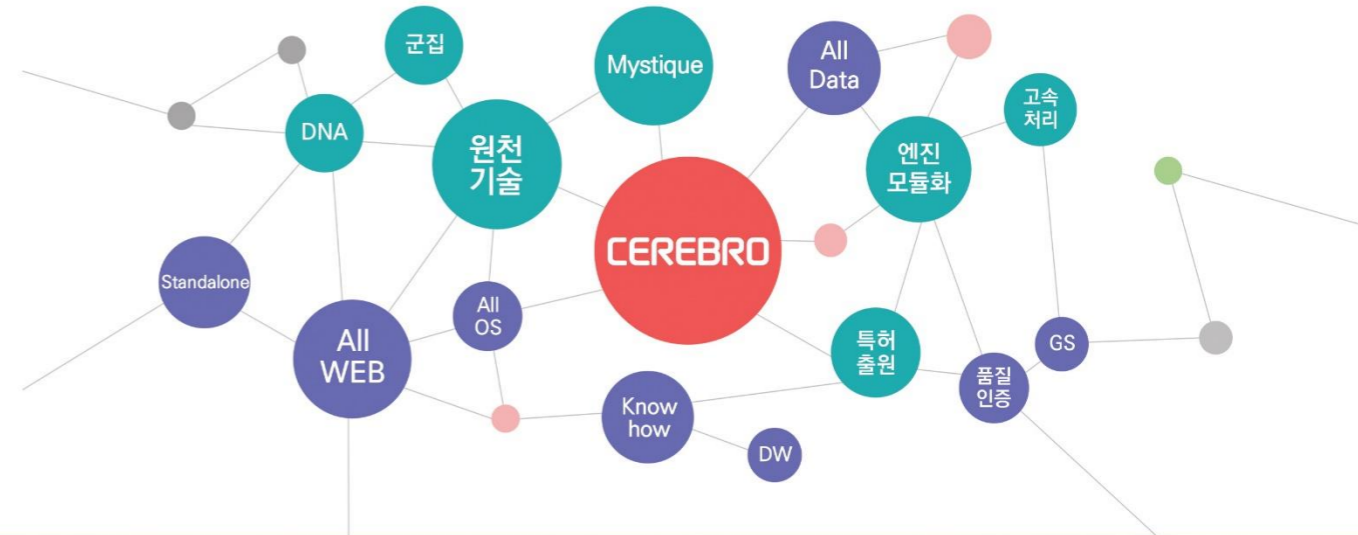 군집
Mystique
All
Data
고속
처리
DNA
원천
기술
엔진
모듈화
CEREBRO
Standalone
All
OS
All
WEB
특허
출원
GS
품질
인증
Know
how
DW